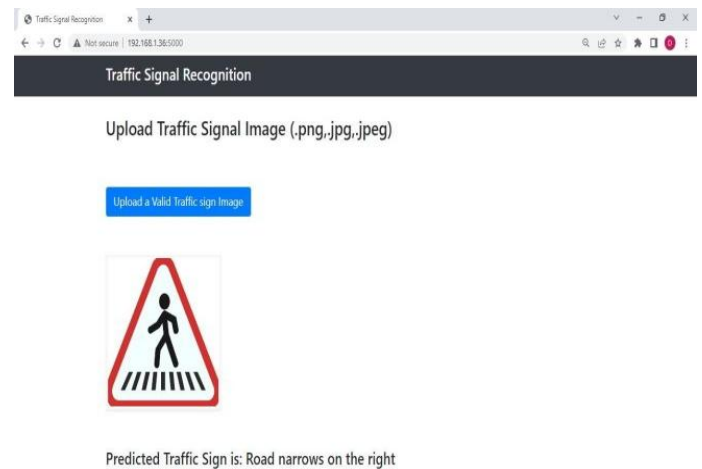 Traffic Signal Recognition
Not secure | 192.168.1.36:5000
Traffic Signal Recognition
Upload Traffic Signal Image (.png,.jpg,.jpeg)
Upload a Valid Traffic sign Image
Predicted Traffic Sign is: Road narrows on the right